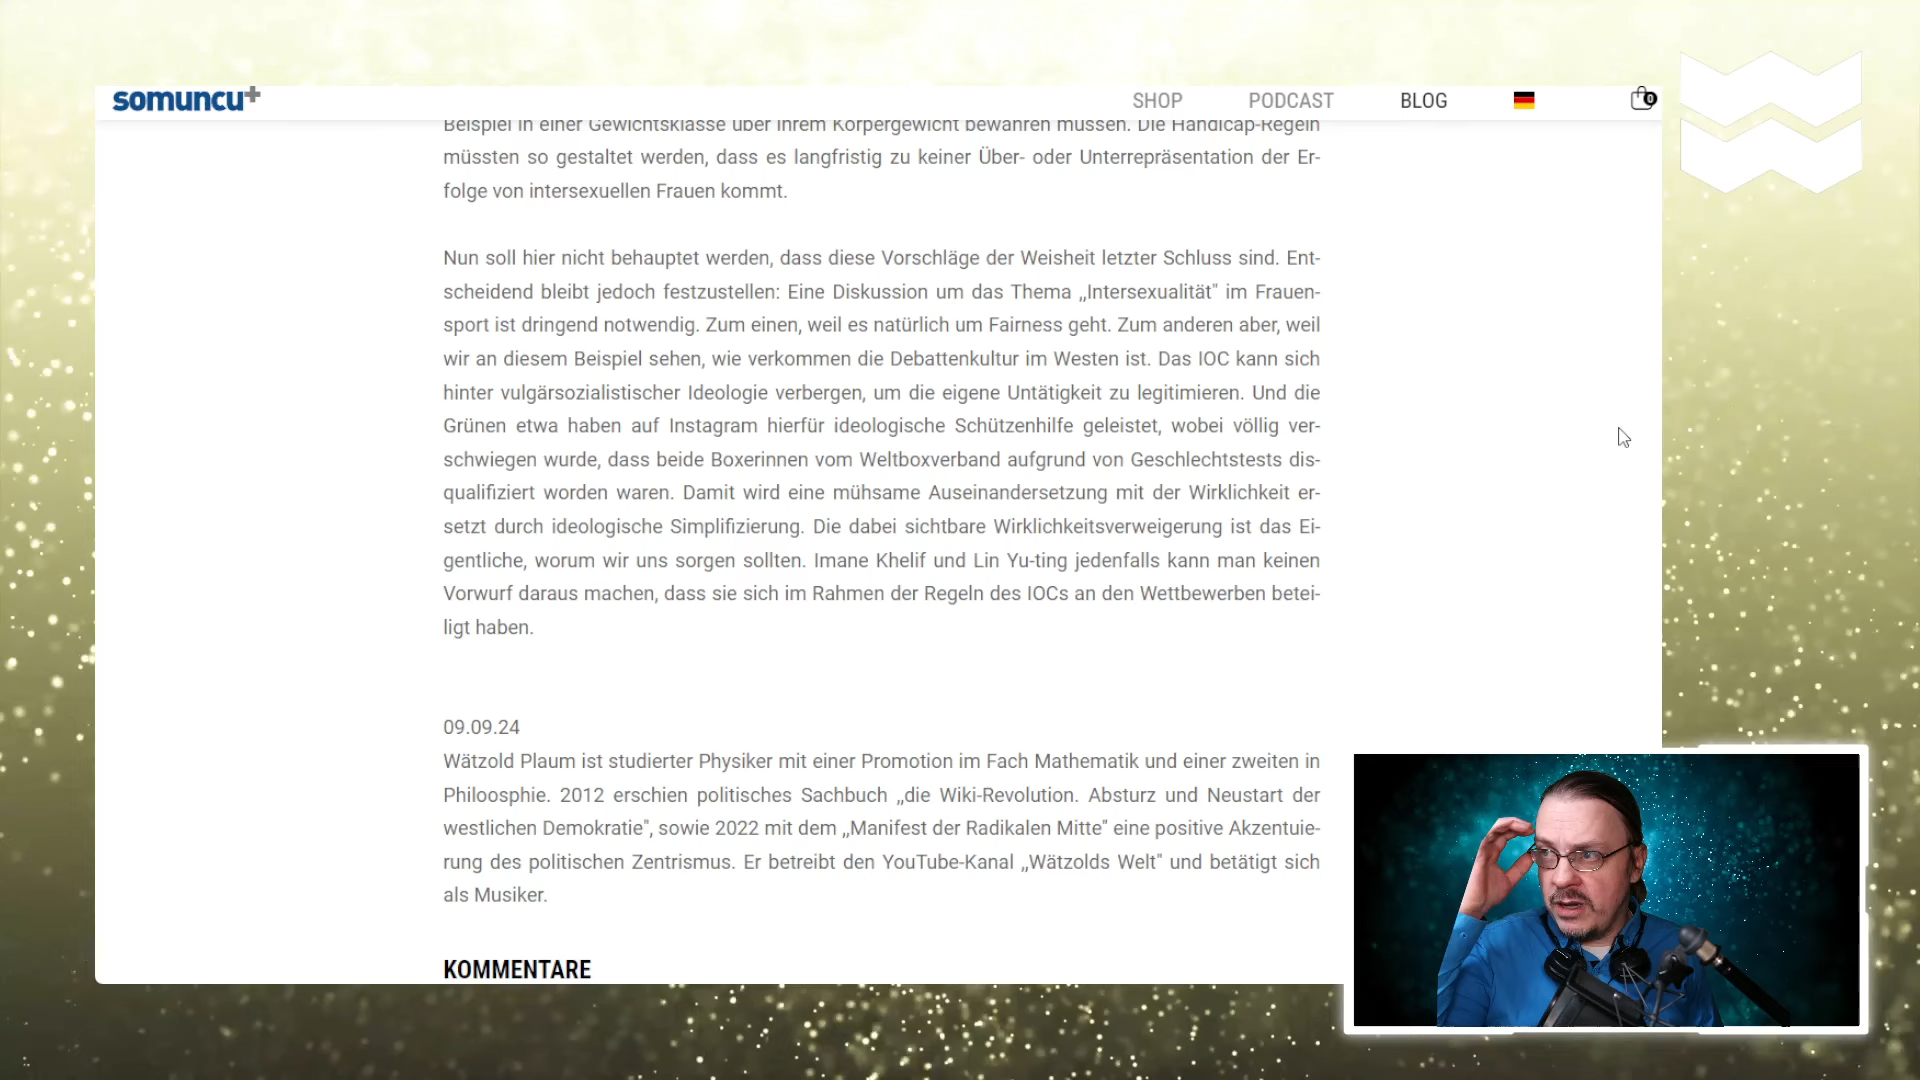 somuncu+
SHOP PODCAST BLOG 0
Beispiel in einer Gewichtsklasse über ihrem Körpergewicht bewähren müssen. Die Handicap-Regeln
müssten so gestaltet werden, dass es langfristig zu keiner Über- oder Unterrepräsentation der Er-
folge von intersexuellen Frauen kommt.
Nun soll hier nicht behauptet werden, dass diese Vorschläge der Weisheit letzter Schluss sind. Ent-
scheidend bleibt jedoch festzustellen: Eine Diskussion um das Thema „Intersexualität" im Frauen-
sport ist dringend notwendig. Zum einen, weil es natürlich um Fairness geht. Zum anderen aber, weil
wir an diesem Beispiel sehen, wie verkommen die Debattenkultur im Westen ist. Das IOC kann sich
hinter vulgärsozialistischer Ideologie verbergen, um die eigene Untätigkeit zu legitimieren. Und die
Grünen etwa haben auf Instagram hierfür ideologische Schützenhilfe geleistet, wobei völlig ver-
schwiegen wurde, dass beide Boxerinnen vom Weltboxverband aufgrund von Geschlechtstests dis-
qualifiziert worden waren. Damit wird eine mühsame Auseinandersetzung mit der Wirklichkeit er-
setzt durch ideologische Simplifizierung. Die dabei sichtbare Wirklichkeitsverweigerung ist das Ei-
gentliche, worum wir uns sorgen sollten. Imane Khelif und Lin Yu-ting jedenfalls kann man keinen
Vorwurf daraus machen, dass sie sich im Rahmen der Regeln des IOCs an den Wettbewerben betei-
ligt haben.
09.09.24
Wätzold Plaum ist studierter Physiker mit einer Promotion im Fach Mathematik und einer zweiten in
Philoosphie. 2012 erschien politisches Sachbuch „die Wiki-Revolution. Absturz und Neustart der
westlichen Demokratie", sowie 2022 mit dem „Manifest der Radikalen Mitte" eine positive Akzentuie-
rung des politischen Zentrismus. Er betreibt den YouTube-Kanal „Wätzolds Welt" und betätigt sich
als Musiker.
KOMMENTARE